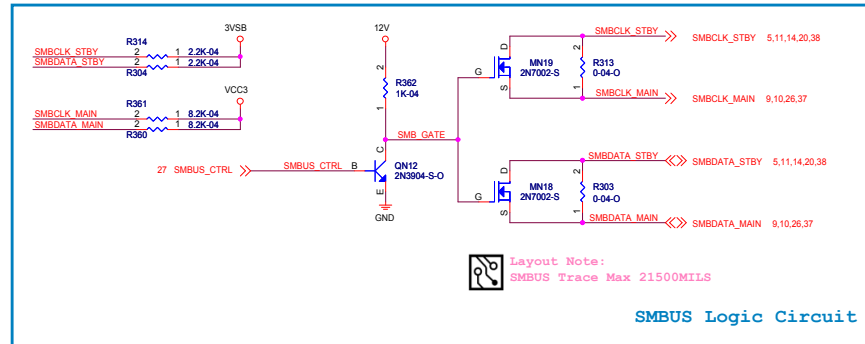 3VSB
R314
SMBCLK_STBY 2 1 2.2K-04
SMBDATA_STBY 2 1 2.2K-04
R304
VCC3
R361
SMBCLK_MAIN 2 1 8.2K-04
SMBDATA_MAIN 2 1 8.2K-04
R360
12V
2
R362
1K-04
1
SMB_GATE
27 SMBUS_CTRL
SMBUS_CTRL
B
C
E
QN12
2N3904-S-O
GND
D
G
S
MN19
2N7002-S
2
R313
0-04-O
1
SMBCLK_STBY 5,11,14,20,38
SMBCLK_MAIN 9,10,26,37
D
G
S
MN18
2N7002-S
2
R303
0-04-O
1
SMBDATA_STBY 5,11,14,20,38
SMBDATA_MAIN 9,10,26,37
Layout Note:
SMBUS Trace Max 21500MILS
SMBUS Logic Circuit